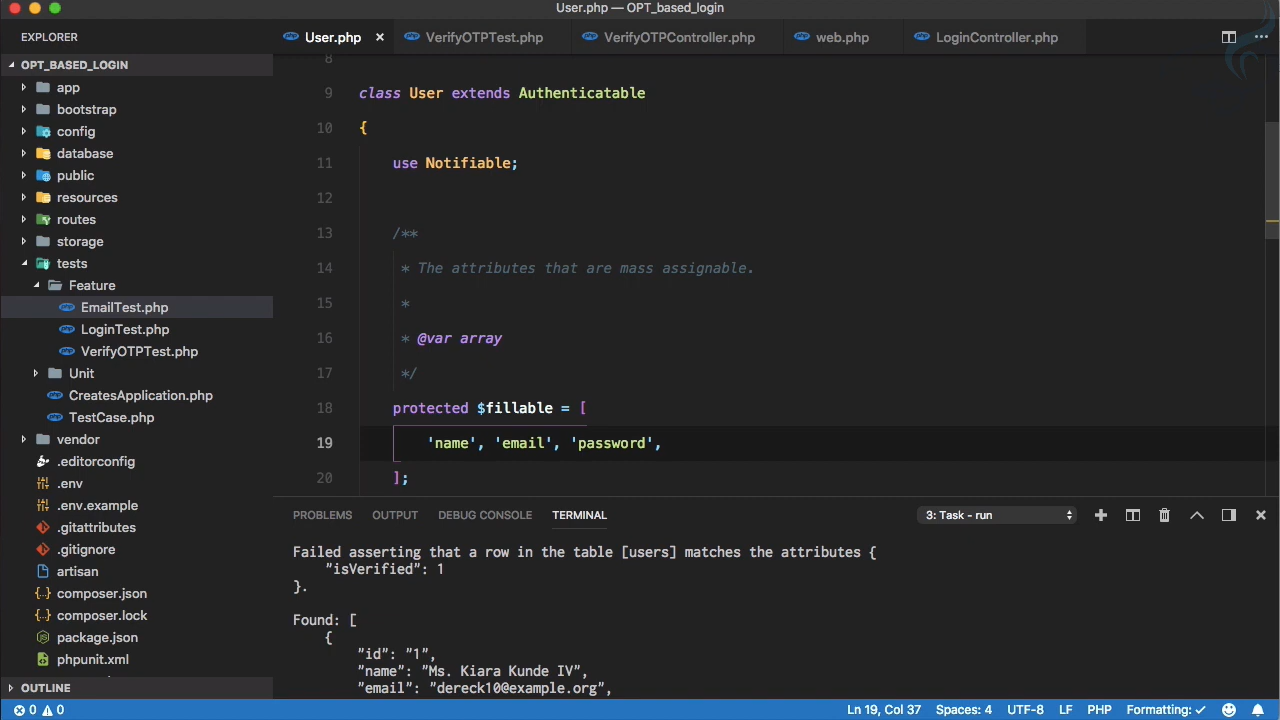 User.php — OPT_based_login
EXPLORER
User.php ×
VerifyOTPTest.php
VerifyOTPController.php
web.php
LoginController.php
OPT_BASED_LOGIN
app
bootstrap
config
database
public
resources
routes
storage
tests
Feature
EmailTest.php
LoginTest.php
VerifyOTPTest.php
Unit
CreatesApplication.php
TestCase.php
vendor
.editorconfig
.env
.env.example
.gitattributes
.gitignore
artisan
composer.json
composer.lock
package.json
phpunit.xml
OUTLINE
8
9 class User extends Authenticatable
10 {
11 use Notifiable;
12
13 /**
14 * The attributes that are mass assignable.
15 *
16 * @var array
17 */
18 protected $fillable = [
19 'name', 'email', 'password',
20 ];
PROBLEMS OUTPUT DEBUG CONSOLE TERMINAL 3: Task - run
Failed asserting that a row in the table [users] matches the attributes {
"isVerified": 1
}.
Found: [
{
"id": "1",
"name": "Ms. Kiara Kunde IV",
"email": "dereck10@example.org",
0 0 Ln 19, Col 37 Spaces: 4 UTF-8 LF PHP Formatting: ✓